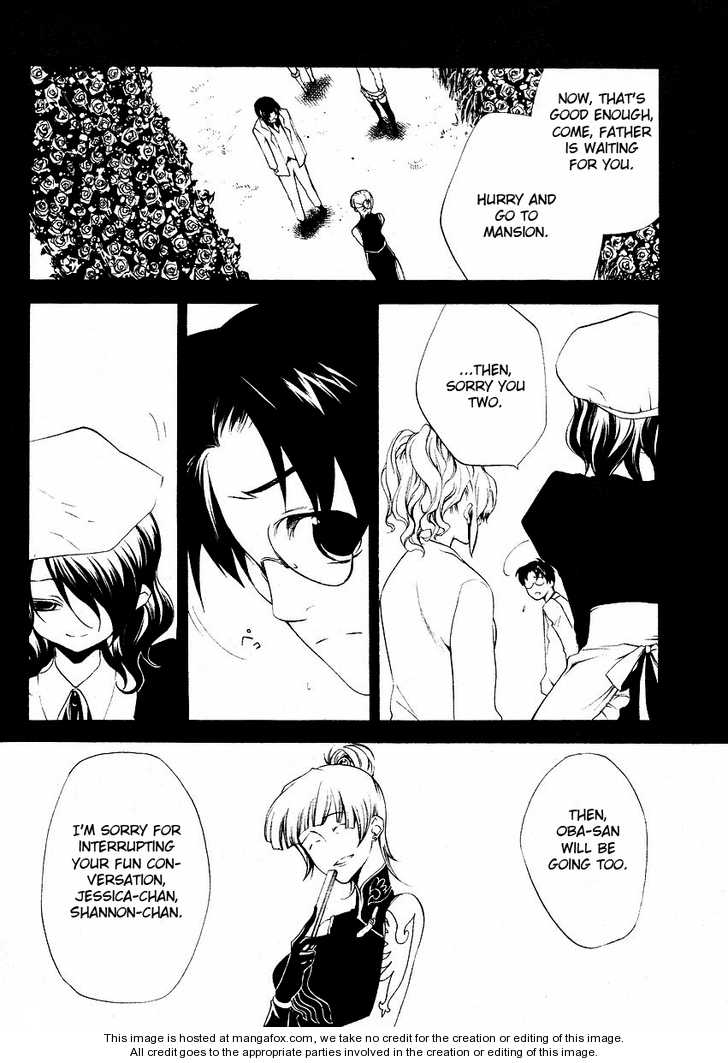 NOW, THAT'S
GOOD ENOUGH,
COME, FATHER
IS WAITING
FOR YOU.
HURRY AND
GO TO
MANSION.
...THEN,
SORRY YOU
TWO.
ペコ
THEN,
OBA-SAN
WILL BE
GOING TOO.
I'M SORRY FOR
INTERRUPTING
YOUR FUN CON-
VERSATION,
JESSICA-CHAN,
SHANNON-CHAN.
This image is hosted at mangafox.com, we take no credit for the creation or editing of this image.
All credit goes to the appropriate parties involved in the creation or editing of this image.